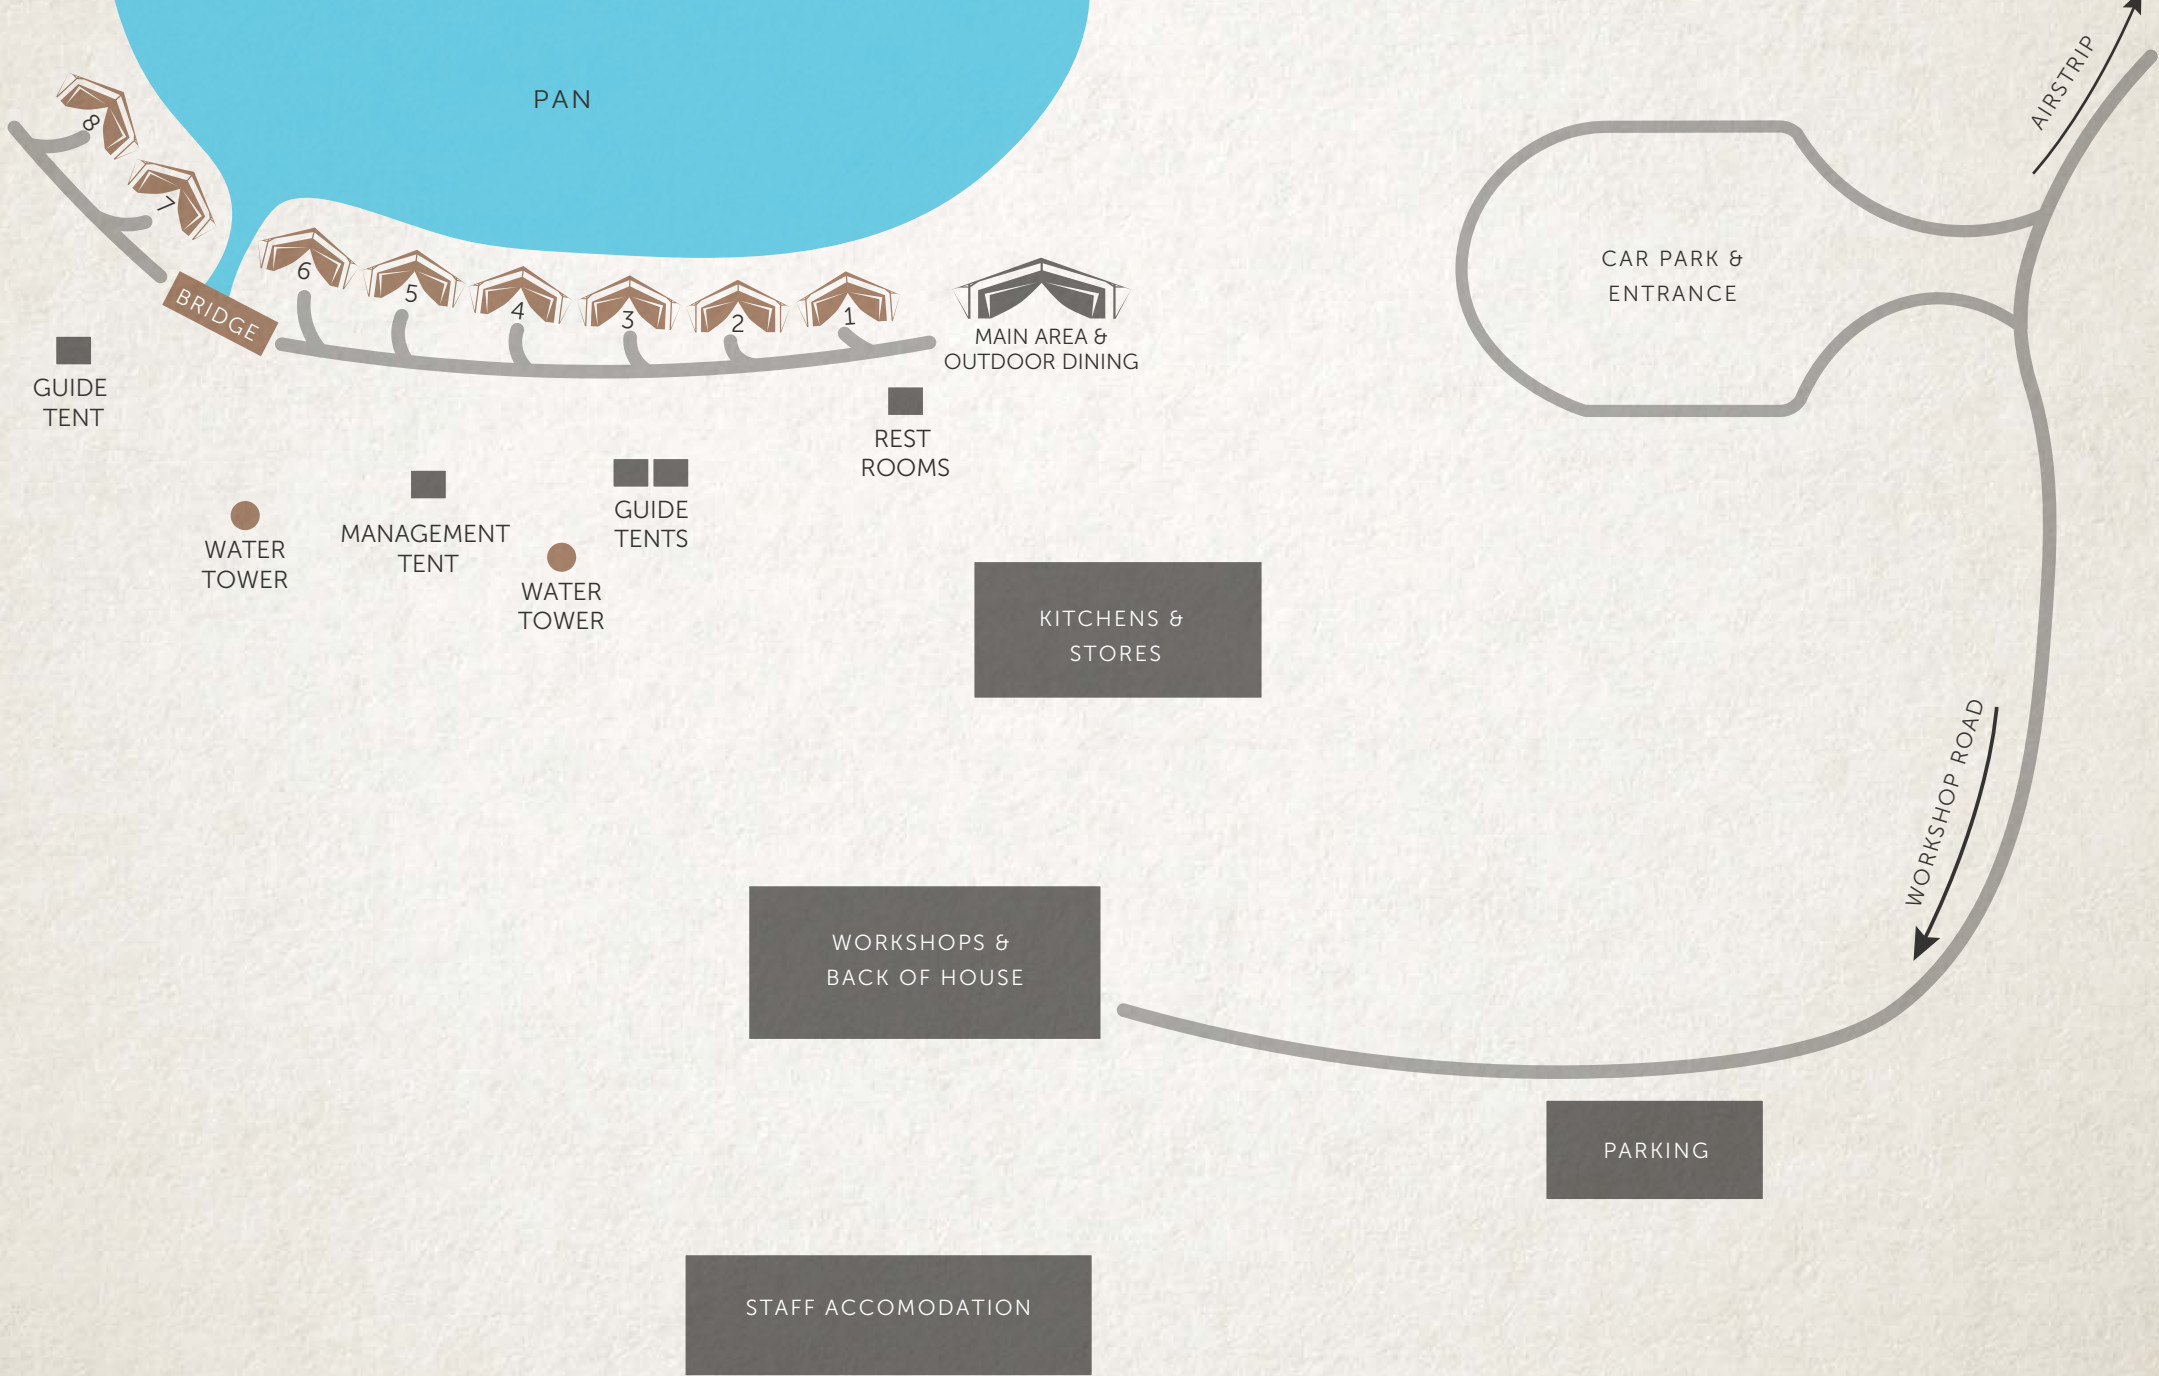 PAN
AIRSTRIP
8
7
6
5
4
3
2
1
BRIDGE
MAIN AREA &
OUTDOOR DINING
CAR PARK &
ENTRANCE
GUIDE
TENT
REST
ROOMS
MANAGEMENT
TENT
GUIDE
TENTS
WATER
TOWER
WATER
TOWER
KITCHENS &
STORES
WORKSHOP ROAD
WORKSHOPS &
BACK OF HOUSE
PARKING
STAFF ACCOMODATION